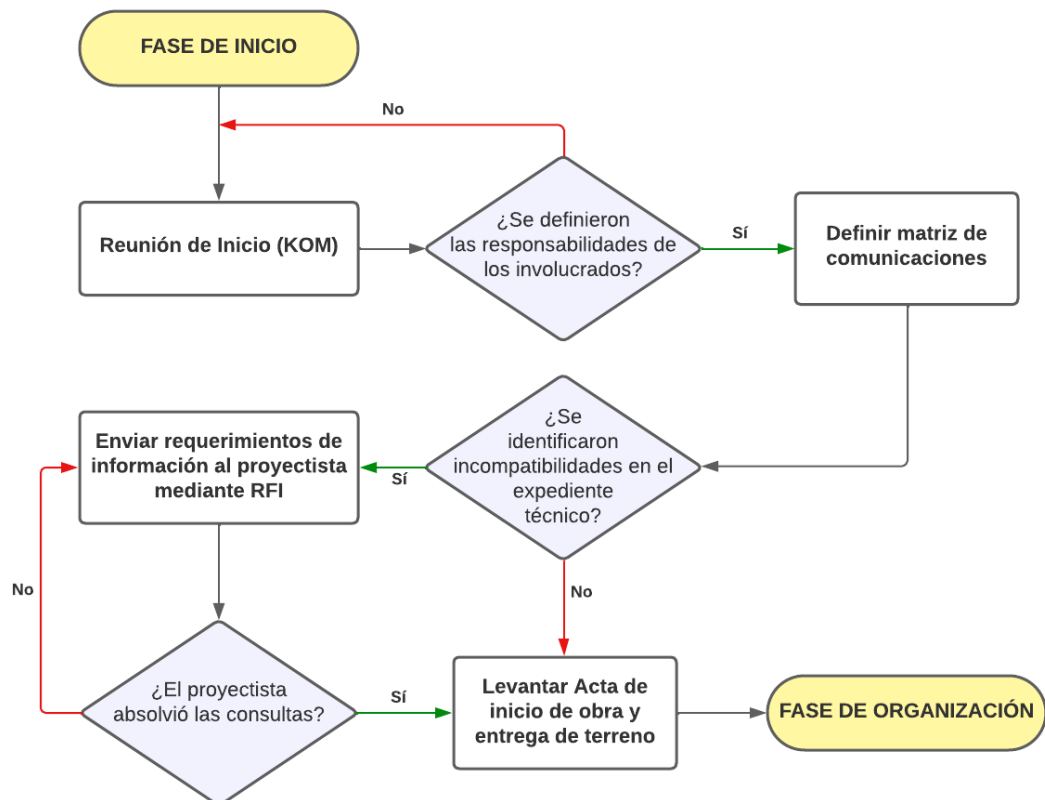 FASE DE INICIO
No
Reunión de Inicio (KOM)
¿Se definieron
las responsabilidades de
los involucrados?
Sí
Definir matriz de
comunicaciones
¿Se
identificaron
incompatibilidades en el
expediente
técnico?
Sí
Enviar requerimientos de
información al proyectista
mediante RFI
No
No
¿El proyectista
absolvió las consultas?
Sí
Levantar Acta de
inicio de obra y
entrega de terreno
FASE DE ORGANIZACIÓN